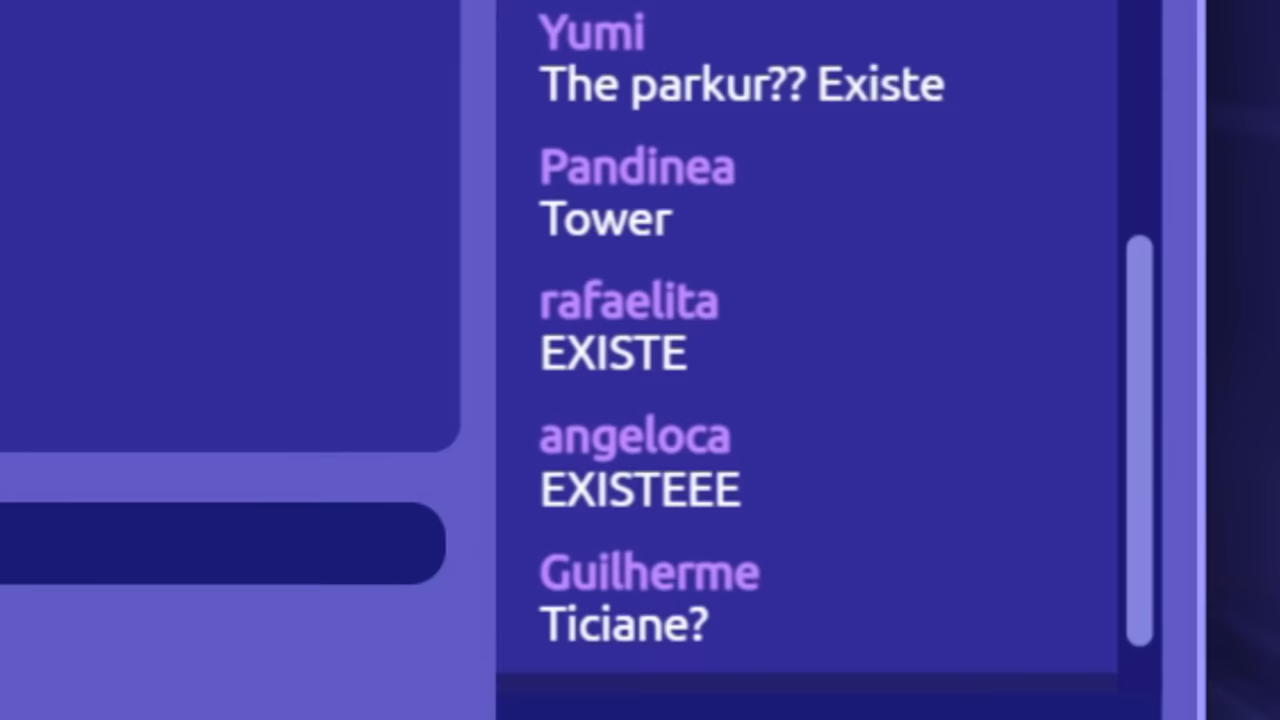 Yumi
The parkur?? Existe
Pandinea
Tower
rafaelita
EXISTE
angeloca
EXISTEEE
Guilherme
Ticiane?